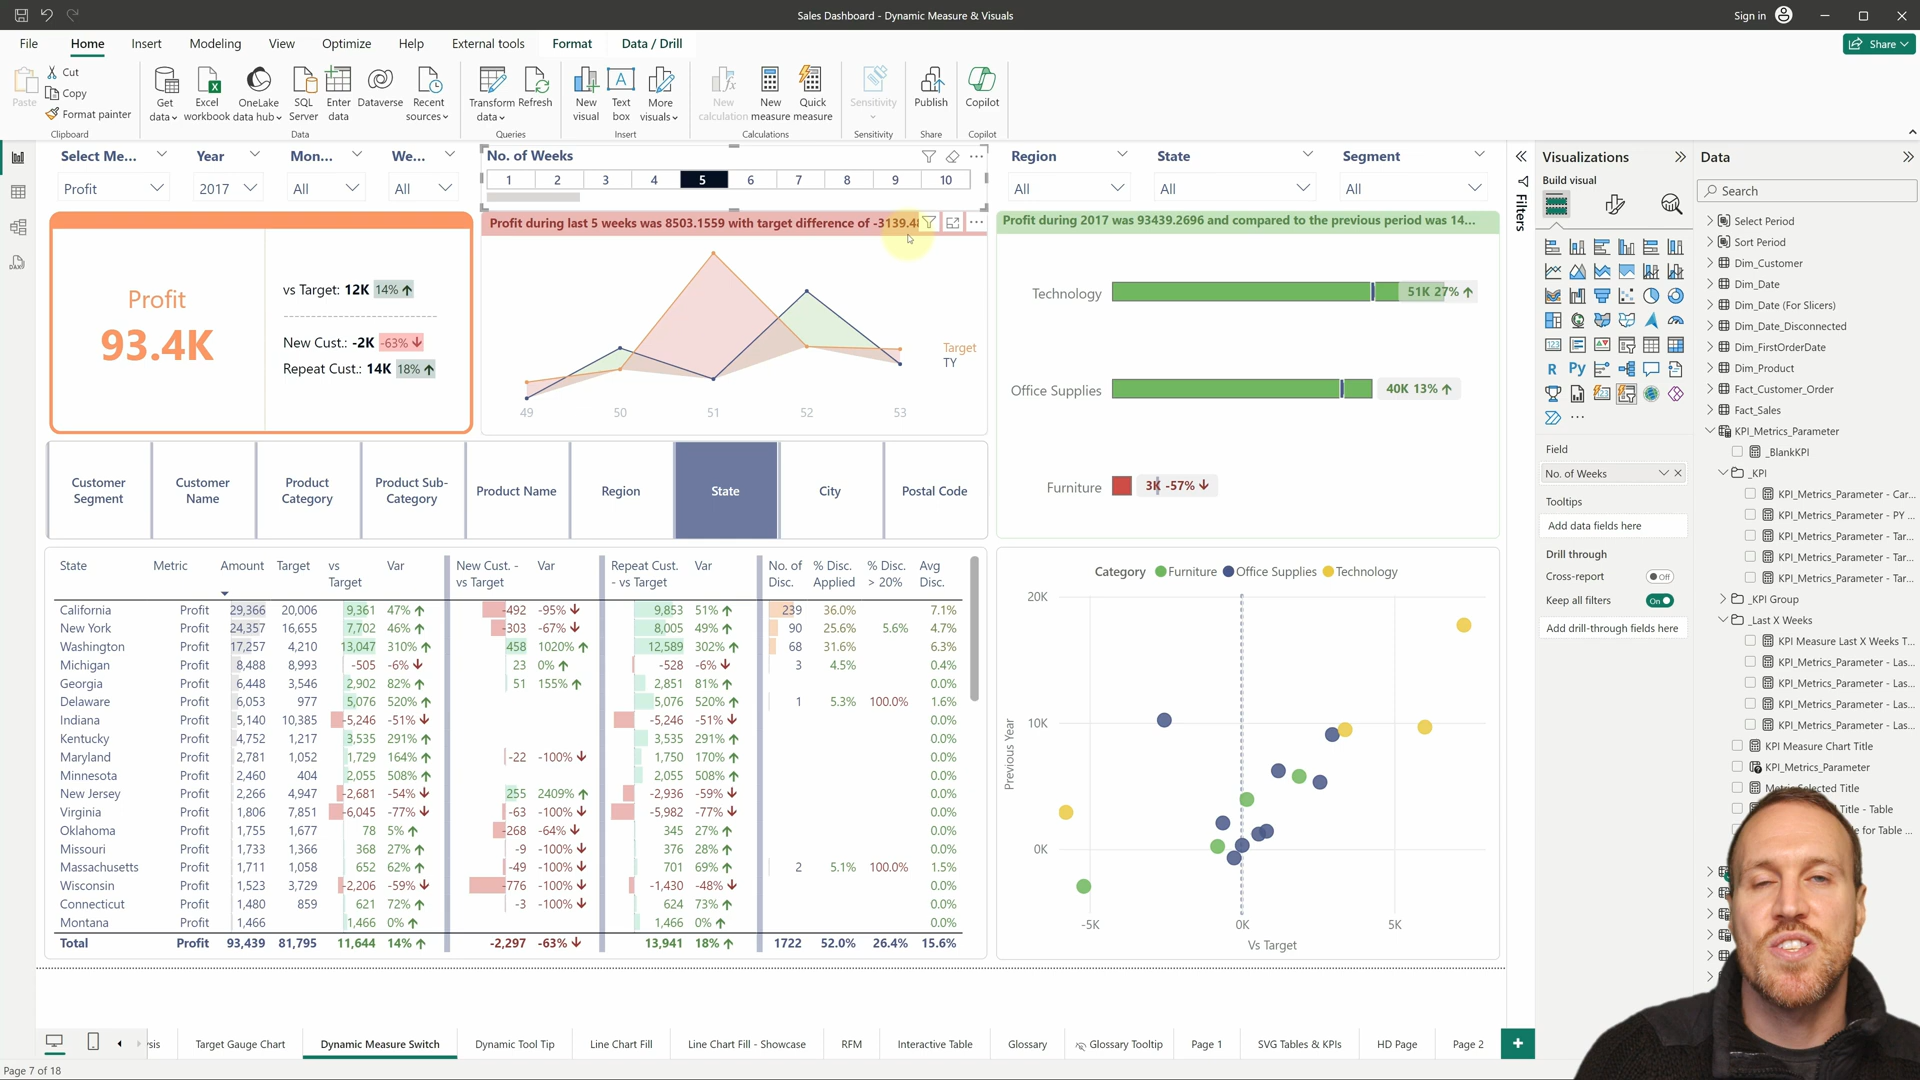 Sales Dashboard - Dynamic Measure & Visuals
Sign in
File Home Insert Modeling View Optimize Help External tools Format Data / Drill
Share
Paste
Cut
Copy
Format painter
Clipboard
Get data
Excel workbook
OneLake data hub
SQL Server
Enter data
Dataverse
Recent sources
Data
Transform data
Refresh
Queries
New visual
Text box
More visuals
Insert
New calculation
New measure
Quick measure
Calculations
Sensitivity
Sensitivity
Publish
Share
Copilot
Copilot
Select Me...
Profit
Year
2017
Mon...
All
We...
All
No. of Weeks
1 2 3 4 5 6 7 8 9 10
Region
All
State
All
Segment
All
Profit
93.4K
vs Target: 12K 14%
New Cust.: -2K -63%
Repeat Cust.: 14K 18%
Profit during last 5 weeks was 8503.1559 with target difference of -3139.48
Target
TY
49 50 51 52 53
Profit during 2017 was 93439.2696 and compared to the previous period was 14...
Technology 51K 27%
Office Supplies 40K 13%
Furniture 3K -57%
Customer Segment
Customer Name
Product Category
Product Sub-Category
Product Name
Region
State
City
Postal Code
State Metric Amount Target vs Target Var New Cust. - vs Target Var Repeat Cust. - vs Target Var No. of Disc. % Disc. Applied % Disc. > 20% Avg Disc.
California Profit 29,366 20,006 9,361 47% -492 -95% 9,853 51% 239 36.0% 7.1%
New York Profit 24,357 16,655 7,702 46% -303 -67% 8,005 49% 90 25.6% 5.6% 4.7%
Washington Profit 17,257 4,210 13,047 310% 458 1020% 12,589 302% 68 31.6% 6.3%
Michigan Profit 8,488 8,993 -505 -6% 23 0% -528 -6% 3 4.5% 0.4%
Georgia Profit 6,448 3,546 2,902 82% 51 155% 2,851 81% 0.0%
Delaware Profit 6,053 977 5,076 520% 5,076 520% 1 5.3% 100.0% 1.6%
Indiana Profit 5,140 10,385 -5,246 -51% -5,246 -51% 0.0%
Kentucky Profit 4,752 1,217 3,535 291% 3,535 291% 0.0%
Maryland Profit 2,781 1,052 1,729 164% -22 -100% 1,750 170% 0.0%
Minnesota Profit 2,460 404 2,055 508% 2,055 508% 0.0%
New Jersey Profit 2,266 4,947 -2,681 -54% 255 2409% -2,936 -59% 0.0%
Virginia Profit 1,806 7,851 -6,045 -77% -63 -100% -5,982 -77% 0.0%
Oklahoma Profit 1,755 1,677 78 5% -268 -64% 345 27% 0.0%
Missouri Profit 1,733 1,366 368 27% -9 -100% 376 28% 0.0%
Massachusetts Profit 1,711 1,058 652 62% -49 -100% 701 69% 2 5.1% 100.0% 1.5%
Wisconsin Profit 1,523 3,729 -2,206 -59% -776 -100% -1,430 -48% 0.0%
Connecticut Profit 1,480 859 621 72% -3 -100% 624 73% 0.0%
Montana Profit 1,466 1,466 0% 1,466 0% 0.0%
Total Profit 93,439 81,795 11,644 14% -2,297 -63% 13,941 18% 1722 52.0% 26.4% 15.6%
Category Furniture Office Supplies Technology
20K
10K
0K
Previous Year
-5K 0K 5K
Vs Target
Filters
Visualizations
Build visual
Field
No. of Weeks
Tooltips
Add data fields here
Drill through
Cross-report Off
Keep all filters On
Add drill-through fields here
Data
Search
Select Period
Sort Period
Dim_Customer
Dim_Date
Dim_Date (For Slicers)
Dim_Date_Disconnected
Dim_FirstOrderDate
Dim_Product
Fact_Customer_Order
Fact_Sales
KPI_Metrics_Parameter
_BlankKPI
_KPI
KPI_Metrics_Parameter - Car...
KPI_Metrics_Parameter - PY ...
KPI_Metrics_Parameter - Tar...
KPI_Metrics_Parameter - Tar...
KPI_Metrics_Parameter - Tar...
_KPI Group
_Last X Weeks
KPI Measure Last X Weeks T...
KPI_Metrics_Parameter - Las...
KPI_Metrics_Parameter - Las...
KPI_Metrics_Parameter - Las...
KPI_Metrics_Parameter - Las...
KPI Measure Chart Title
KPI_Metrics_Parameter
Metric Selected Title
Title - Table
for Table ...
ysis
Target Gauge Chart
Dynamic Measure Switch
Dynamic Tool Tip
Line Chart Fill
Line Chart Fill - Showcase
RFM
Interactive Table
Glossary
Glossary Tooltip
Page 1
SVG Tables & KPIs
HD Page
Page 2
Page 7 of 18